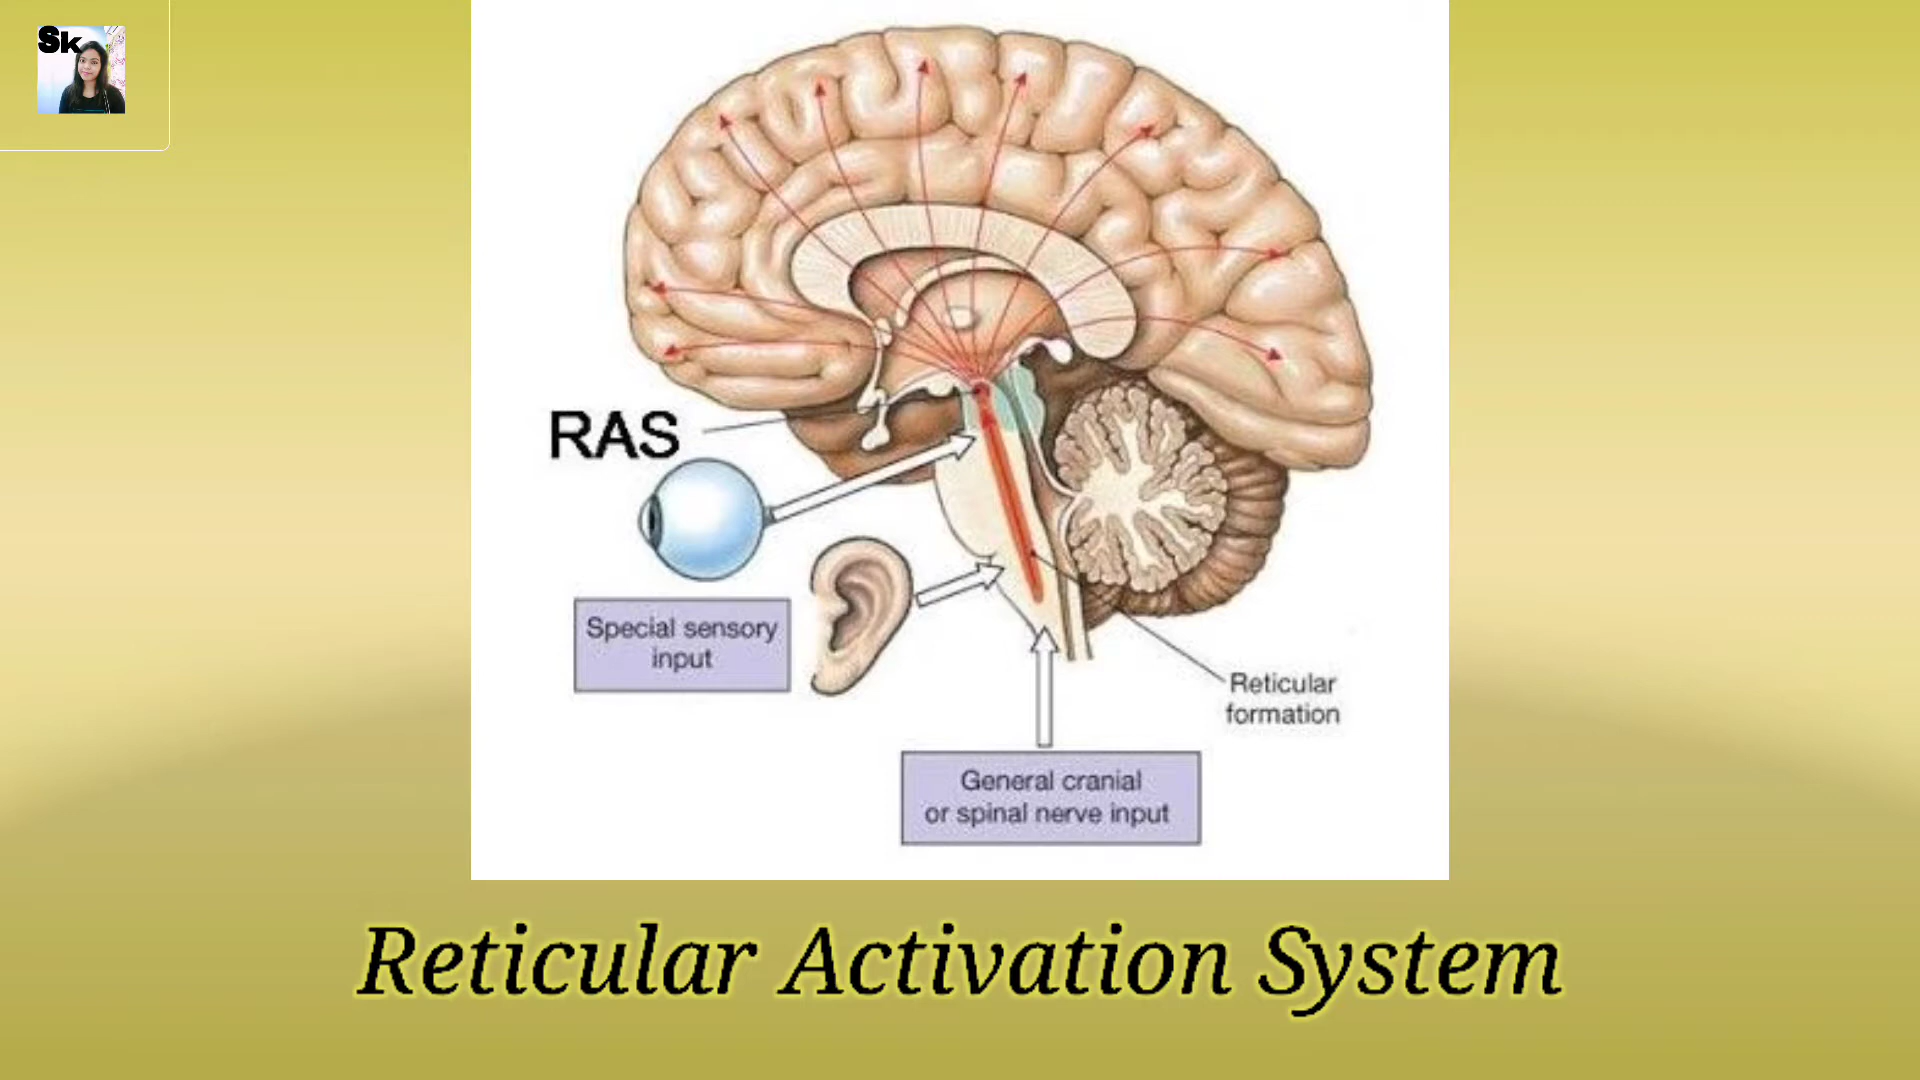 Sk
RAS
Special sensory
input
Reticular
formation
General cranial
or spinal nerve input
Reticular Activation System